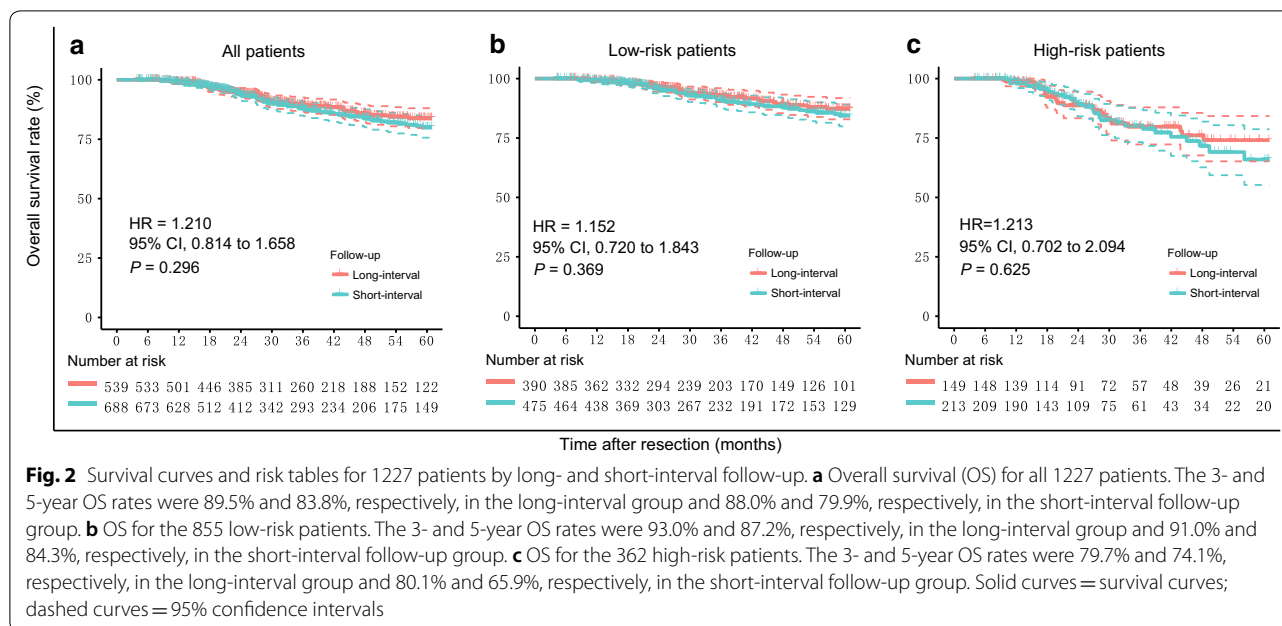 a
All patients
b
Low-risk patients
c
High-risk patients
Overall survival rate (%)
100
75
50
25
0
HR = 1.210
95% CI, 0.814 to 1.658
P = 0.296
Follow-up
Long-interval
Short-interval
0 6 12 18 24 30 36 42 48 54 60
Number at risk
539 533 501 446 385 311 260 218 188 152 122
688 673 628 512 412 342 293 234 206 175 149
100
75
50
25
0
HR = 1.152
95% CI, 0.720 to 1.843
P = 0.369
Follow-up
Long-interval
Short-interval
0 6 12 18 24 30 36 42 48 54 60
Number at risk
390 385 362 332 294 239 203 170 149 126 101
475 464 438 369 303 267 232 191 172 153 129
100
75
50
25
0
HR=1.213
95% CI, 0.702 to 2.094
P = 0.625
Follow-up
Long-interval
Short-interval
0 6 12 18 24 30 36 42 48 54 60
Number at risk
149 148 139 114 91 72 57 48 39 26 21
213 209 190 143 109 75 61 43 34 22 20
Time after resection (months)
Fig. 2 Survival curves and risk tables for 1227 patients by long- and short-interval follow-up. a Overall survival (OS) for all 1227 patients. The 3- and
5-year OS rates were 89.5% and 83.8%, respectively, in the long-interval group and 88.0% and 79.9%, respectively, in the short-interval follow-up
group. b OS for the 855 low-risk patients. The 3- and 5-year OS rates were 93.0% and 87.2%, respectively, in the long-interval group and 91.0% and
84.3%, respectively, in the short-interval follow-up group. c OS for the 362 high-risk patients. The 3- and 5-year OS rates were 79.7% and 74.1%,
respectively, in the long-interval group and 80.1% and 65.9%, respectively, in the short-interval follow-up group. Solid curves = survival curves;
dashed curves = 95% confidence intervals